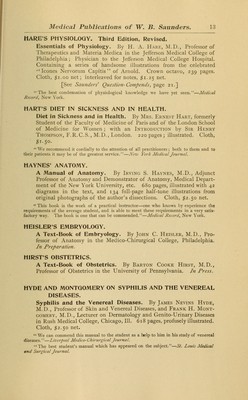 Medical Publications of W. B. Saunders. 13
HARE'S PHYSIOLOGY. Third Edition. Revised.
Essentials of Physiology. By H. A. HARE, M.D., Professor of
Therapeutics and Materia Medica in the Jefferson Medical College of
Philadelphia; Physician to the Jefferson Medical College Hospital.
Containing a series of handsome illustrations from the celebrated
"Icones Nervorum Capitis" of Arnold. Crown octavo, 239 pages.
Cloth, $1.00 net; interleaved for notes, $1.25 net.
[See Saunders' Question-Compends, page 21.]
"The best condensation of physiological knowledge we have yet seen."—Medical
Record, New York.
HART'S DIET IN SICKNESS AND IN HEALTH.
Diet in Sickness and in Health. By MRS. ERNEST HART, formerly
Student of the Faculty of Medicine of Paris and of the London School
of Medicine for Women; with an INTRODUCTION by SIR HENRY
THOMPSON, F.R.C.S., M.D., London. 220 pages; illustrated. Cloth,
$1.50.
"We recommend it cordially to the attention of all practitioners; both to them and to
their patients it may be of the greatest service."—New York Medical Journal.
HAYNES' ANATOMY.
A Manual of Anatomy. By IRVING S. HAYNES, M.D., Adjunct
Professor of Anatomy and Demonstrator of Anatomy, Medical Depart-
ment of the New York University, etc. 680 pages, illustrated with 42
diagrams in the text, and 134 full-page half-tone illustrations from
original photographs of the author's dissections. Cloth, $2.50 net.
"This book is the work of a practical instructor—one who knows by experience the
requirements of the average student, and is able to meet these requirements in a very satis-
factory way. The book is one that can be commended."—Medical Record, New York.
HEISLER'S EMBRYOLOGY.
A Text-Book of Embryology. By JOHN C. HEISLER, M.D., Pro-
fessor of Anatomy in the Medico-Chirurgical College, Philadelphia.
In Preparation.
HIRST'S OBSTETRICS.
A Text-Book of Obstetrics. By BARTON COOKE HIRST, M.D.,
Professor of Obstetrics in the University of Pennsylvania. In Press.
HYDE AND MONTGOMERY ON SYPHILIS AND THE VENEREAL
DISEASES.
Syphilis and the Venereal Diseases. By JAMES NEVINS HYDE,
M.D., Professor of Skin and Venereal Diseases, and FRANK H. MONT-
GOMERY, M.D., Lecturer on Dermatology and Genito-Urinary Diseases
in Rush Medical College, Chicago, Ill. 618 pages, profusely illustrated.
Cloth, $2.50 net.
"We can commend this manual to the student as a help to him in his study of venereal
diseases."—Liverpool Medico-Chirurgical Journal.
"The best student's manual which has appeared on the subject."—St. Louis Medical
and Surgical Journal.